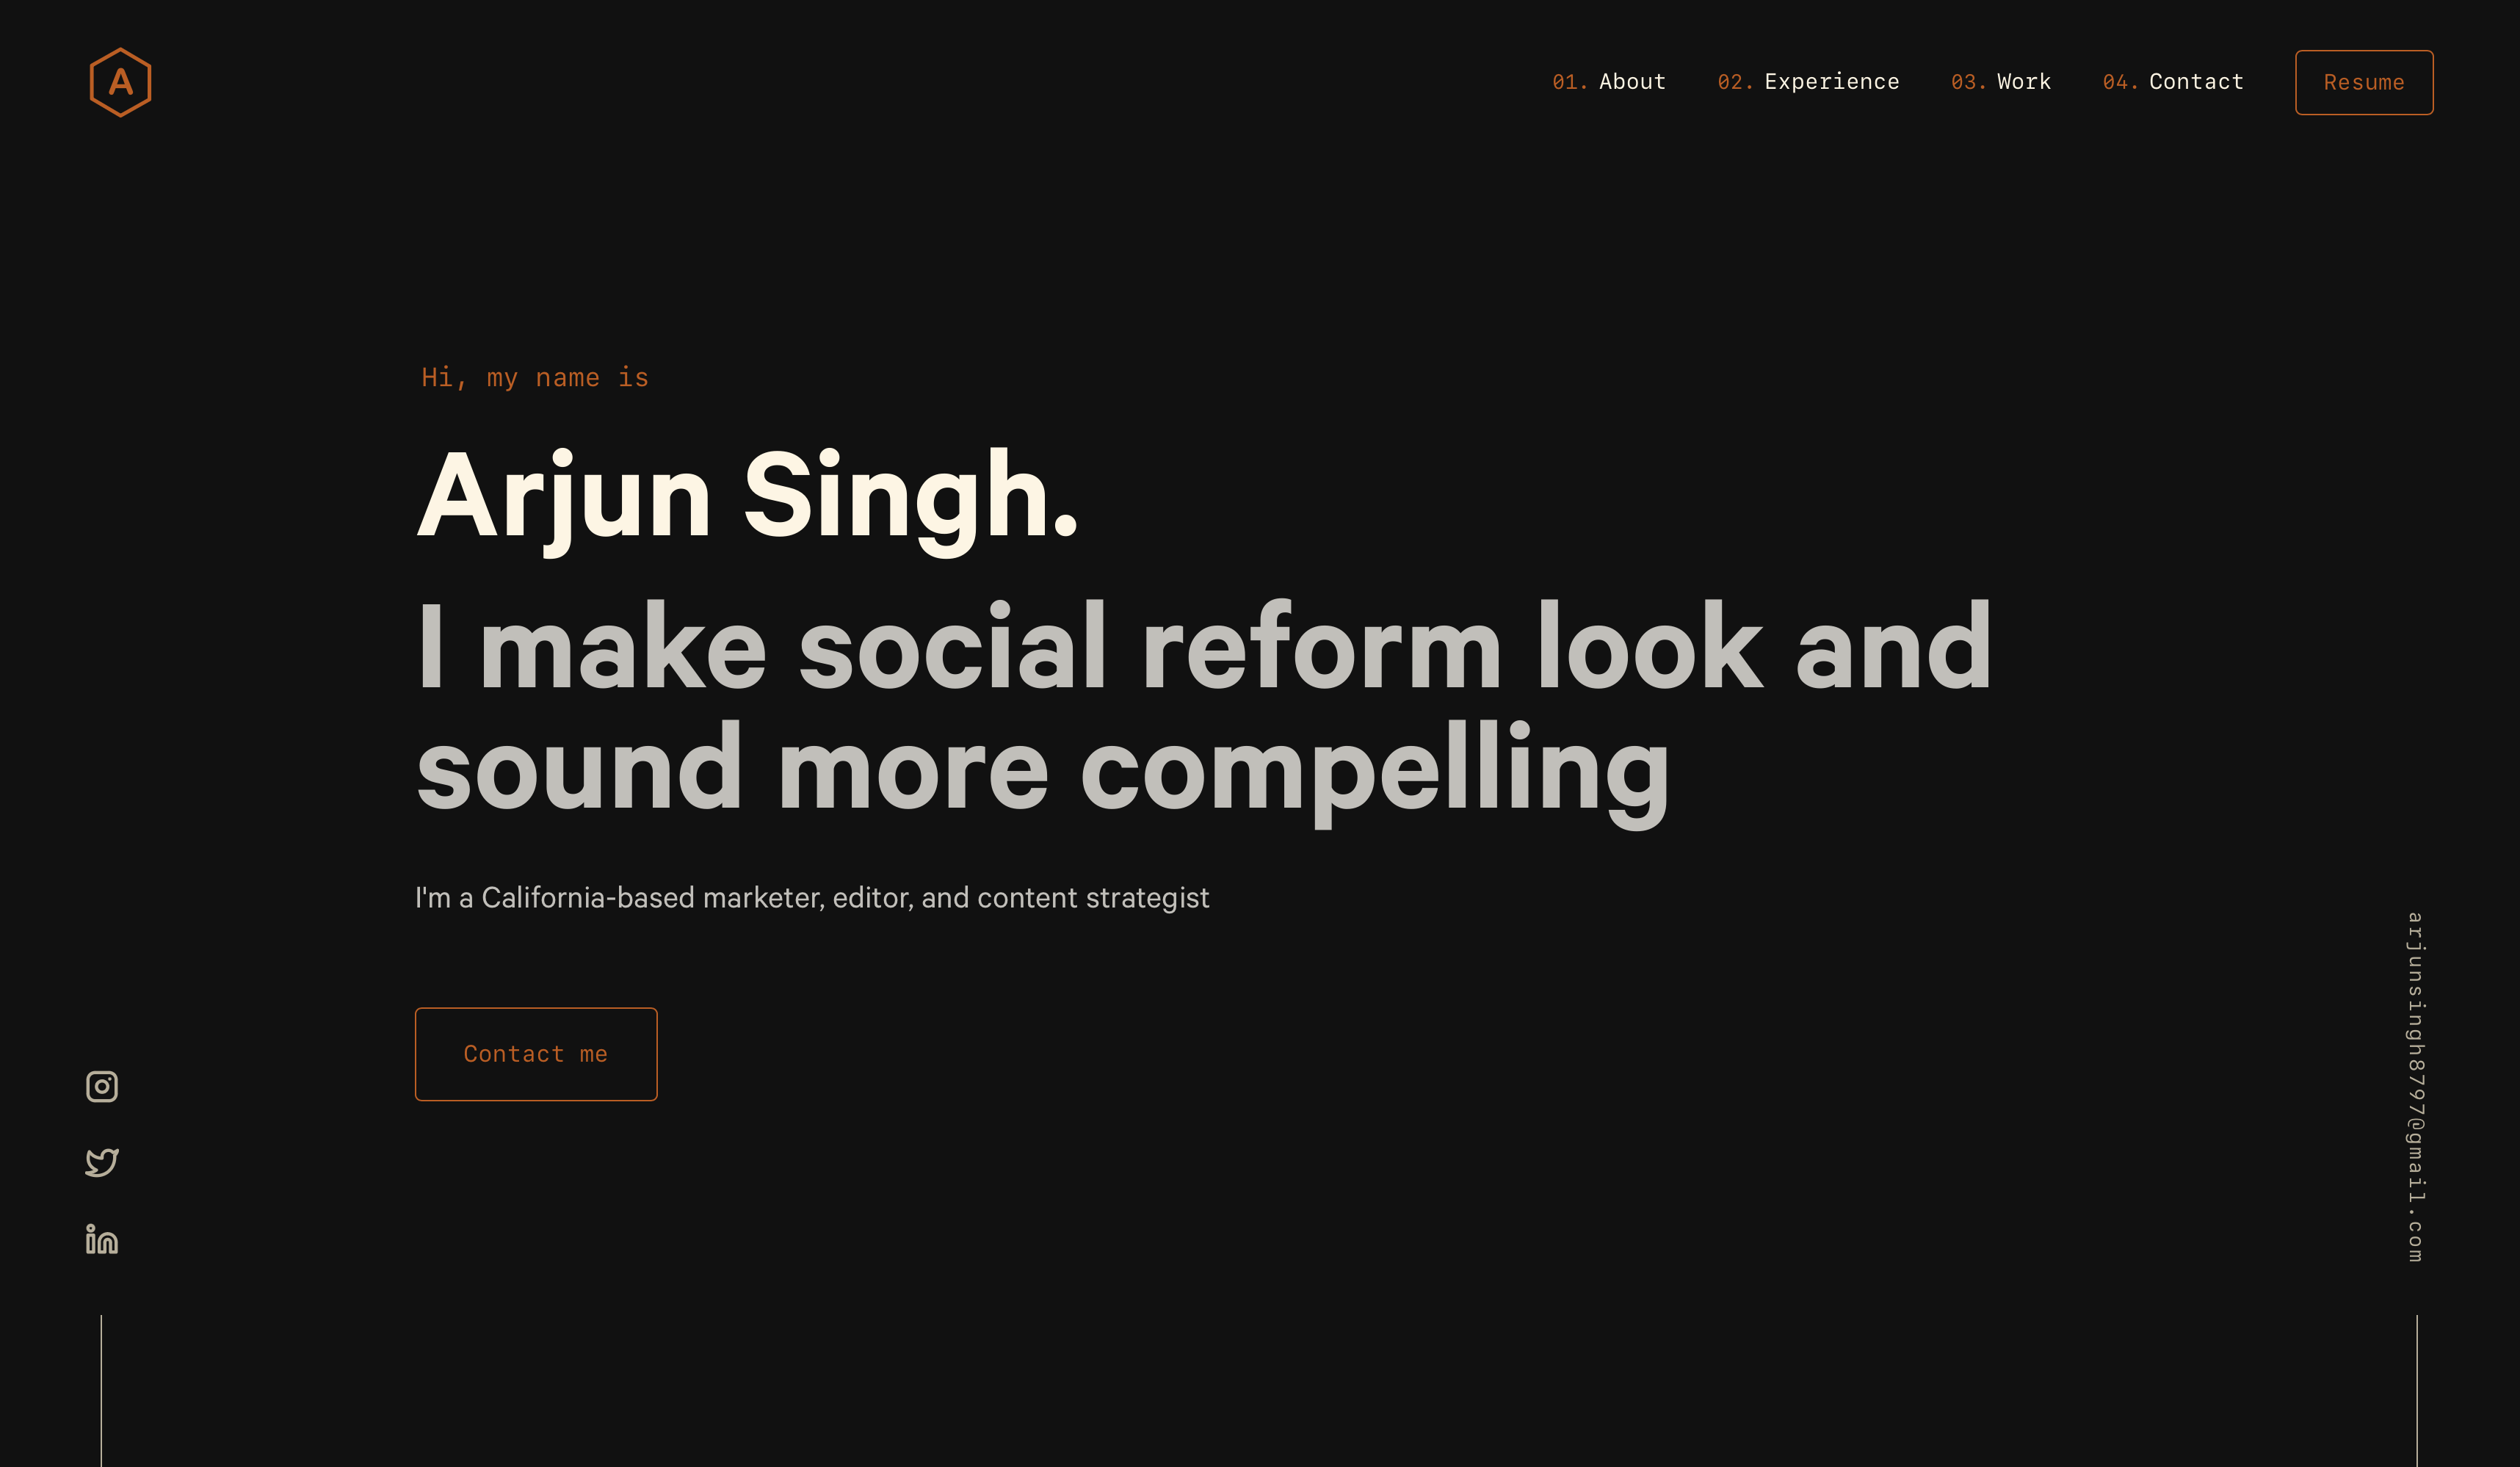 A
01. About
02. Experience
03. Work
04. Contact
Resume
Hi, my name is
Arjun Singh.
I make social reform look and
sound more compelling
I'm a California-based marketer, editor, and content strategist
Contact me
in
arjunsingh8797@gmail.com